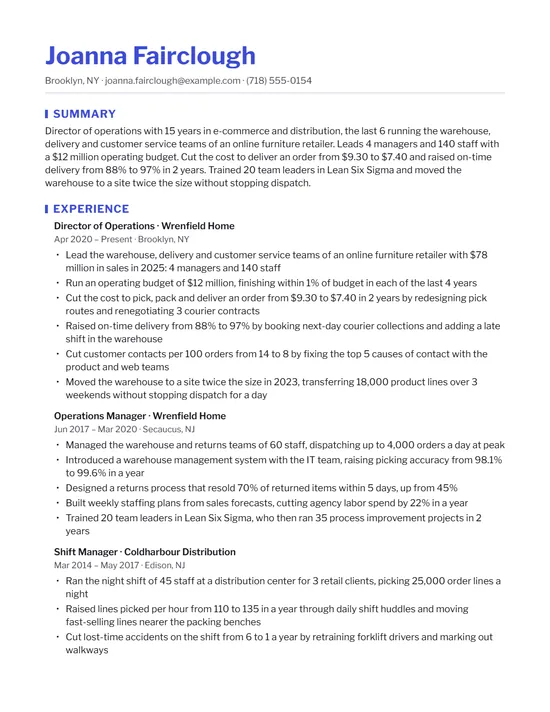 Joanna Fairclough
Brooklyn, NY · joanna.fairclough@example.com · (718) 555-0154
SUMMARY
Director of operations with 15 years in e-commerce and distribution, the last 6 running the warehouse,
delivery and customer service teams of an online furniture retailer. Leads 4 managers and 140 staff with
a $12 million operating budget. Cut the cost to deliver an order from $9.30 to $7.40 and raised on-time
delivery from 88% to 97% in 2 years. Trained 20 team leaders in Lean Six Sigma and moved the
warehouse to a site twice the size without stopping dispatch.
EXPERIENCE
Director of Operations · Wrenfield Home
Apr 2020 – Present · Brooklyn, NY
• Lead the warehouse, delivery and customer service teams of an online furniture retailer with $78
million in sales in 2025: 4 managers and 140 staff
• Run an operating budget of $12 million, finishing within 1% of budget in each of the last 4 years
• Cut the cost to pick, pack and deliver an order from $9.30 to $7.40 in 2 years by redesigning pick
routes and renegotiating 3 courier contracts
• Raised on-time delivery from 88% to 97% by booking next-day courier collections and adding a late
shift in the warehouse
• Cut customer contacts per 100 orders from 14 to 8 by fixing the top 5 causes of contact with the
product and web teams
• Moved the warehouse to a site twice the size in 2023, transferring 18,000 product lines over 3
weekends without stopping dispatch for a day
Operations Manager · Wrenfield Home
Jun 2017 – Mar 2020 · Secaucus, NJ
• Managed the warehouse and returns teams of 60 staff, dispatching up to 4,000 orders a day at peak
• Introduced a warehouse management system with the IT team, raising picking accuracy from 98.1%
to 99.6% in a year
• Designed a returns process that resold 70% of returned items within 5 days, up from 45%
• Built weekly staffing plans from sales forecasts, cutting agency labor spend by 22% in a year
• Trained 20 team leaders in Lean Six Sigma, who then ran 35 process improvement projects in 2
years
Shift Manager · Coldharbour Distribution
Mar 2014 – May 2017 · Edison, NJ
• Ran the night shift of 45 staff at a distribution center for 3 retail clients, picking 25,000 order lines a
night
• Raised lines picked per hour from 110 to 135 in a year through daily shift huddles and moving
fast-selling lines nearer the packing benches
• Cut lost-time accidents on the shift from 6 to 1 a year by retraining forklift drivers and marking out
walkways